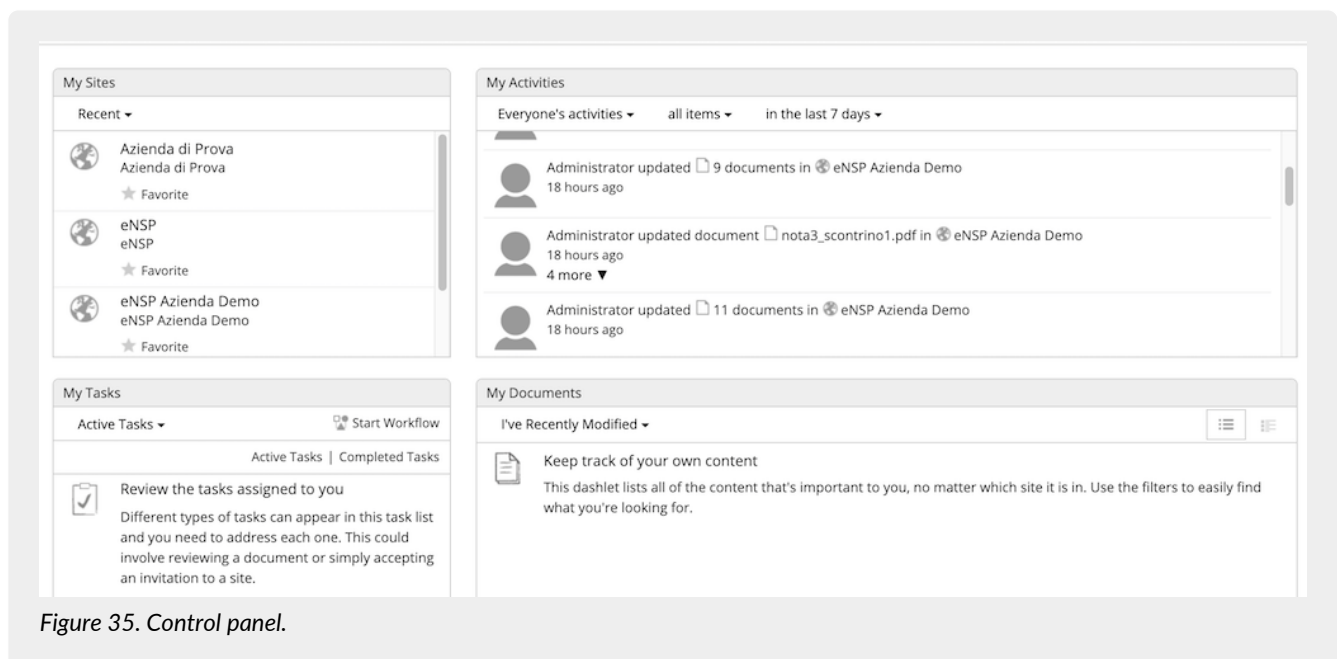 My Sites
Recent
Azienda di Prova
Azienda di Prova
Favorite
eNSP
eNSP
Favorite
eNSP Azienda Demo
eNSP Azienda Demo
Favorite
My Activities
Everyone's activities all items in the last 7 days
Administrator updated 9 documents in eNSP Azienda Demo
18 hours ago
Administrator updated document nota3_scontrino1.pdf in eNSP Azienda Demo
18 hours ago
4 more ▼
Administrator updated 11 documents in eNSP Azienda Demo
18 hours ago
My Tasks
Active Tasks Start Workflow
Active Tasks | Completed Tasks
Review the tasks assigned to you
Different types of tasks can appear in this task list
and you need to address each one. This could
involve reviewing a document or simply accepting
an invitation to a site.
My Documents
I've Recently Modified
Keep track of your own content
This dashlet lists all of the content that's important to you, no matter which site it is in. Use the filters to easily find
what you're looking for.
Figure 35. Control panel.